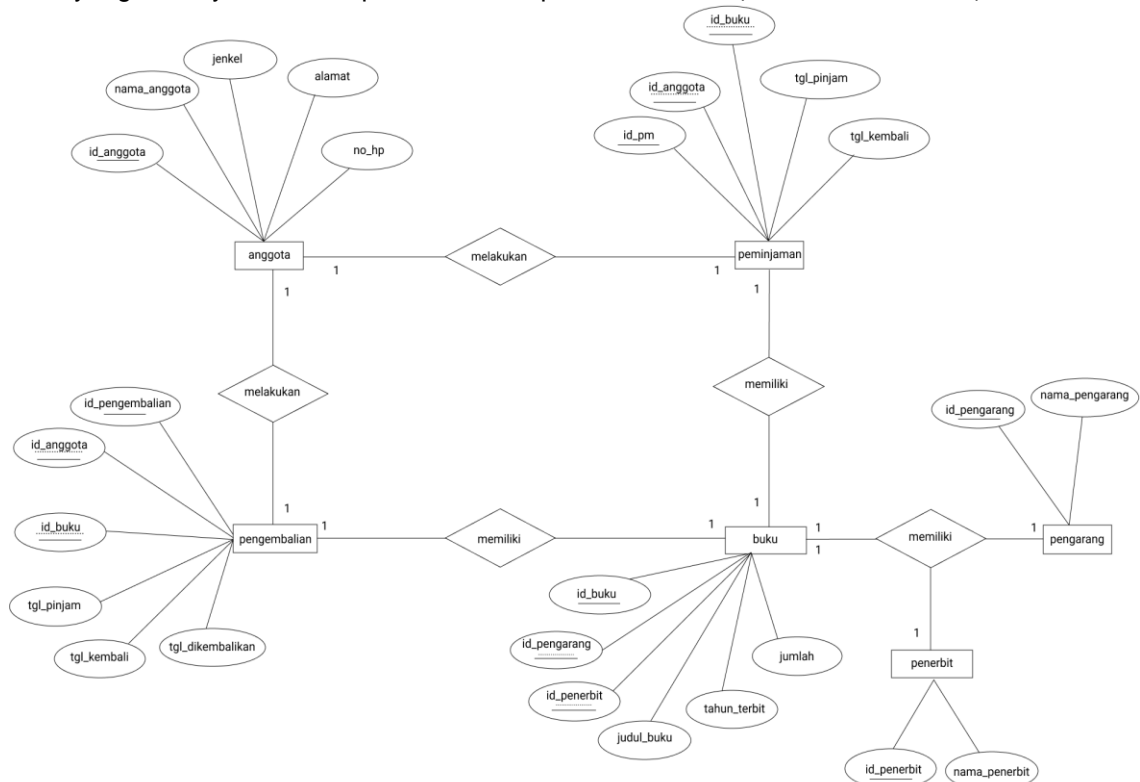 id_buku
jenkel
alamat
tgl_pinjam
nama_anggota
id_anggota
id_pm
tgl_kembali
id_anggota
no_hp
anggota
melakukan
peminjaman
1
1
1
1
melakukan
memiliki
id_pengembalian
nama_pengarang
id_pengarang
id_anggota
1
1
id_buku
pengembalian
1
memiliki
1
buku
1
1
memiliki
1
pengarang
id_buku
tgl_pinjam
id_pengarang
tgl_kembali
tgl_dikembalikan
jumlah
1
penerbit
id_penerbit
tahun_terbit
judul_buku
id_penerbit
nama_penerbit